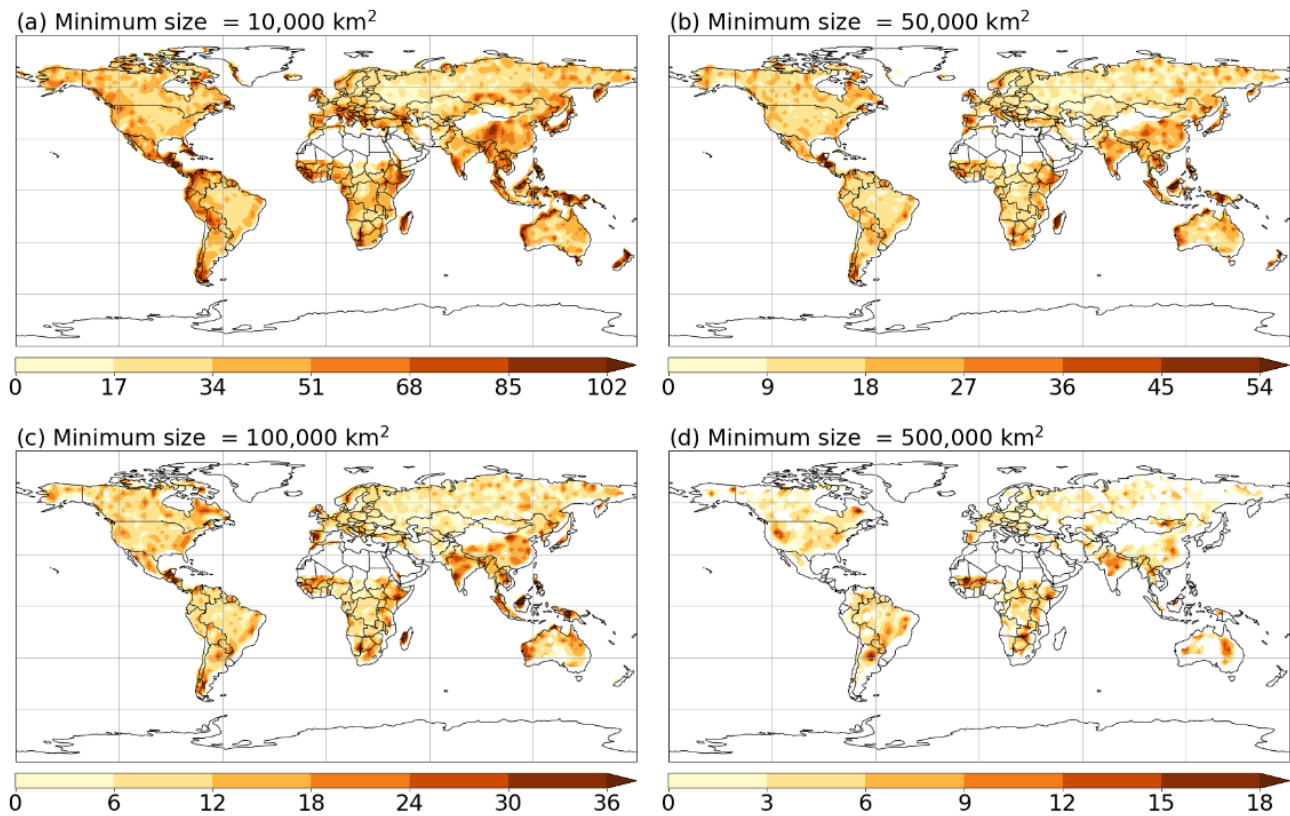 (a) Minimum size = 10,000 km²
(b) Minimum size = 50,000 km²
0 17 34 51 68 85 102
0 9 18 27 36 45 54
(c) Minimum size = 100,000 km²
(d) Minimum size = 500,000 km²
0 6 12 18 24 30 36
0 3 6 9 12 15 18